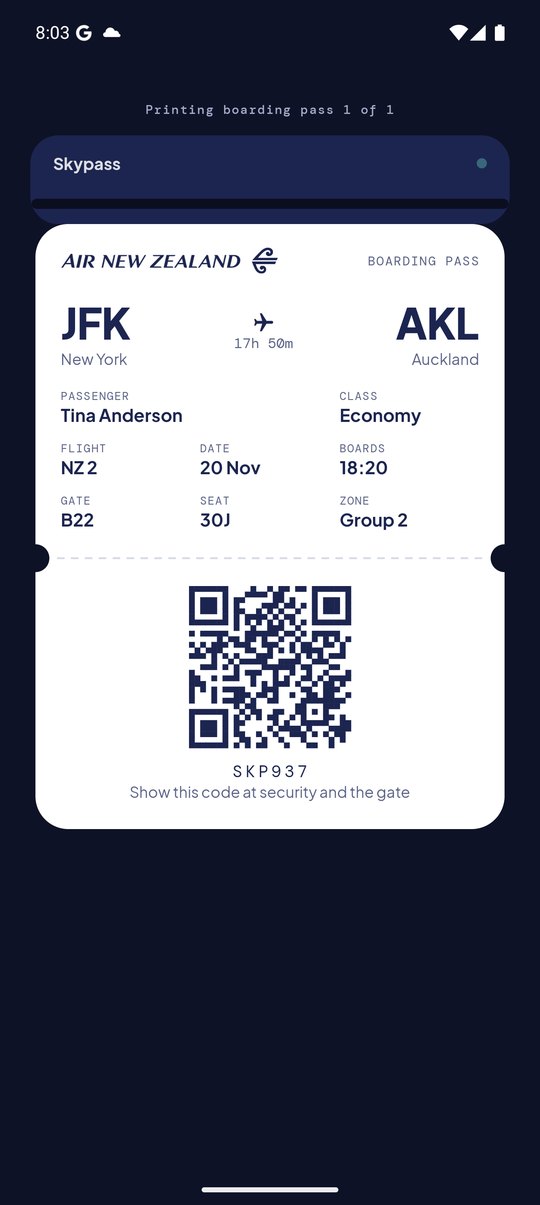 8:03
Printing boarding pass 1 of 1
Skypass
AIR NEW ZEALAND BOARDING PASS
JFK AKL
17h 50m
New York Auckland
PASSENGER CLASS
Tina Anderson Economy
FLIGHT DATE BOARDS
NZ 2 20 Nov 18:20
GATE SEAT ZONE
B22 30J Group 2
SKP937
Show this code at security and the gate